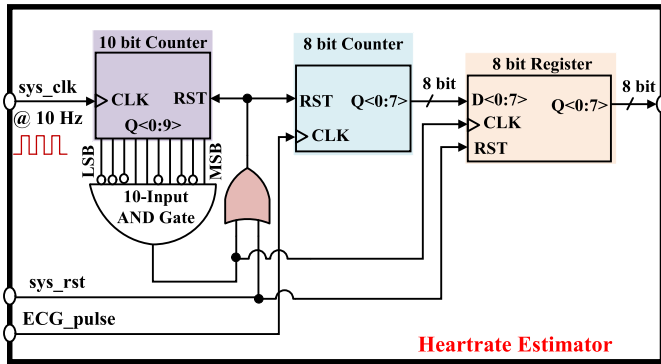 10 bit Counter
8 bit Counter
8 bit Register
sys_clk
@ 10 Hz
CLK
RST
Q<0:9>
LSB
MSB
10-Input
AND Gate
RST
Q<0:7>
CLK
8 bit
D<0:7>
Q<0:7>
CLK
RST
8 bit
sys_rst
ECG_pulse
Heartrate Estimator